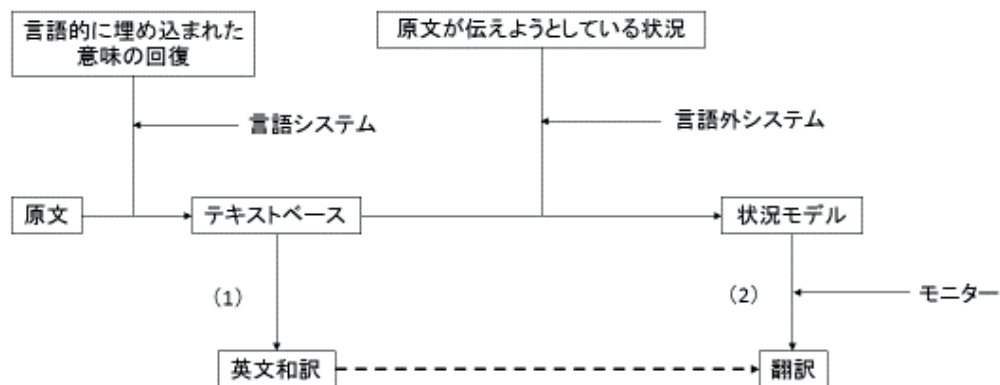 言語的に埋め込まれた
意味の回復
原文が伝えようとしている状況
言語システム
言語外システム
原文
テキストベース
状況モデル
(1)
(2)
モニター
英文和訳
翻訳